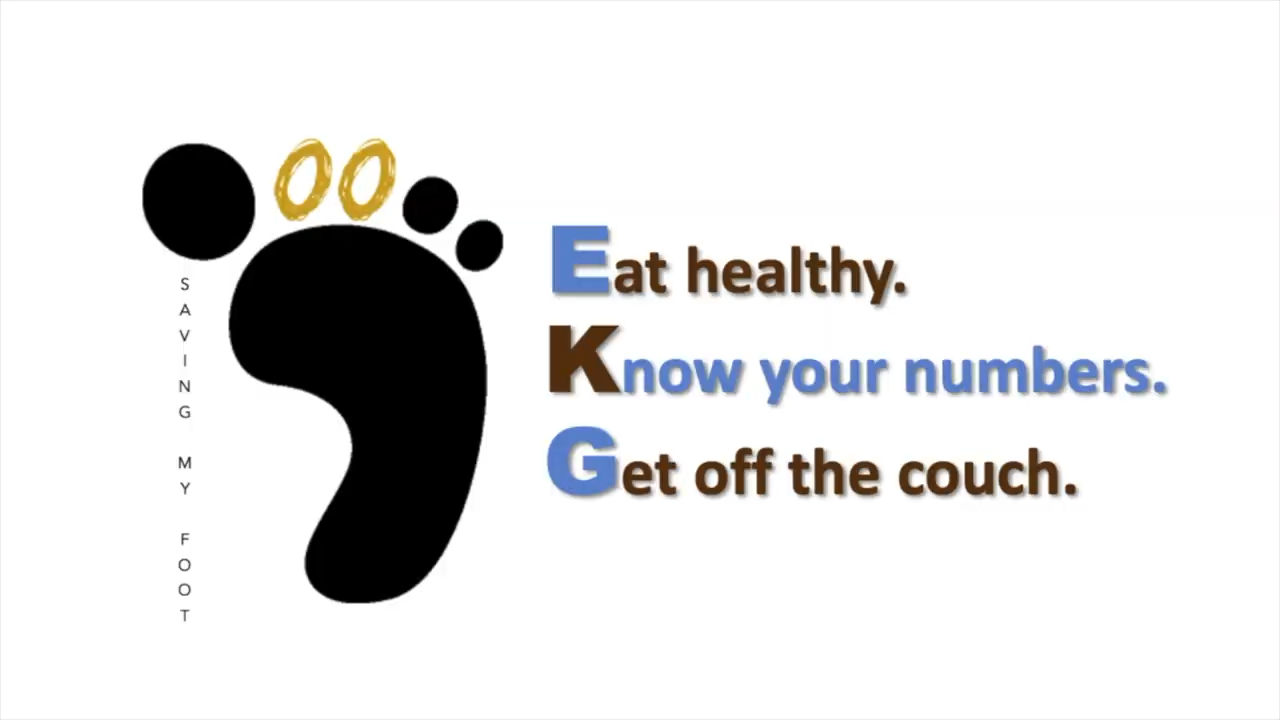 SAVING MY FOOT
Eat healthy.
Know your numbers.
Get off the couch.